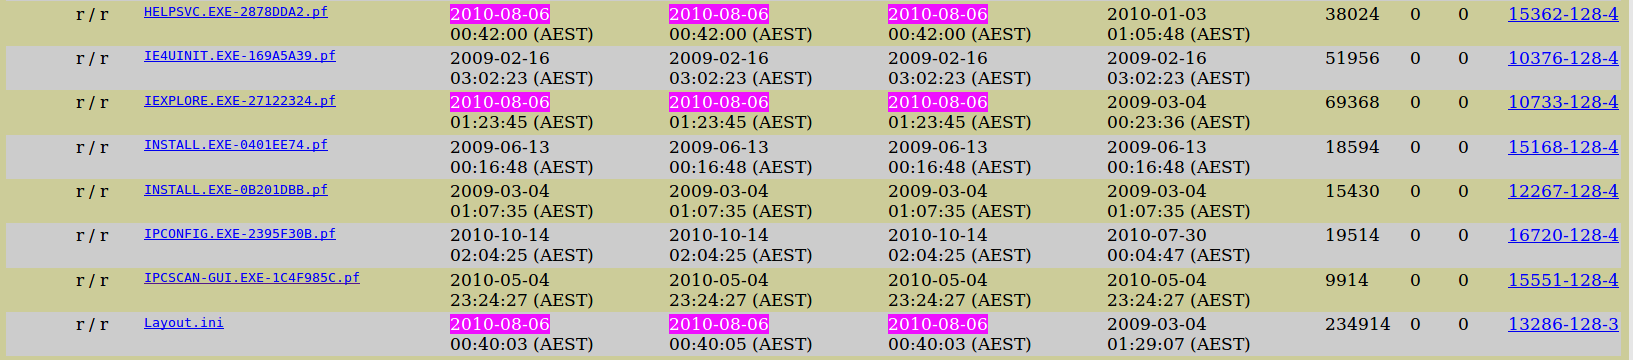 r / r HELPSVC.EXE-2878DDA2.pf 2010-08-06 2010-08-06 2010-08-06 2010-01-03 38024 0 0 15362-128-4
00:42:00 (AEST) 00:42:00 (AEST) 00:42:00 (AEST) 01:05:48 (AEST)
r / r IE4UINIT.EXE-169A5A39.pf 2009-02-16 2009-02-16 2009-02-16 2009-02-16 51956 0 0 10376-128-4
03:02:23 (AEST) 03:02:23 (AEST) 03:02:23 (AEST) 03:02:23 (AEST)
r / r IEXPLORE.EXE-27122324.pf 2010-08-06 2010-08-06 2010-08-06 2009-03-04 69368 0 0 10733-128-4
01:23:45 (AEST) 01:23:45 (AEST) 01:23:45 (AEST) 00:23:36 (AEST)
r / r INSTALL.EXE-0401EE74.pf 2009-06-13 2009-06-13 2009-06-13 2009-06-13 18594 0 0 15168-128-4
00:16:48 (AEST) 00:16:48 (AEST) 00:16:48 (AEST) 00:16:48 (AEST)
r / r INSTALL.EXE-0B201DBB.pf 2009-03-04 2009-03-04 2009-03-04 2009-03-04 15430 0 0 12267-128-4
01:07:35 (AEST) 01:07:35 (AEST) 01:07:35 (AEST) 01:07:35 (AEST)
r / r IPCONFIG.EXE-2395F30B.pf 2010-10-14 2010-10-14 2010-10-14 2010-07-30 19514 0 0 16720-128-4
02:04:25 (AEST) 02:04:25 (AEST) 02:04:25 (AEST) 00:04:47 (AEST)
r / r IPCSCAN-GUI.EXE-1C4F985C.pf 2010-05-04 2010-05-04 2010-05-04 2010-05-04 9914 0 0 15551-128-4
23:24:27 (AEST) 23:24:27 (AEST) 23:24:27 (AEST) 23:24:27 (AEST)
r / r Layout.ini 2010-08-06 2010-08-06 2010-08-06 2009-03-04 234914 0 0 13286-128-3
00:40:03 (AEST) 00:40:05 (AEST) 00:40:03 (AEST) 01:29:07 (AEST)